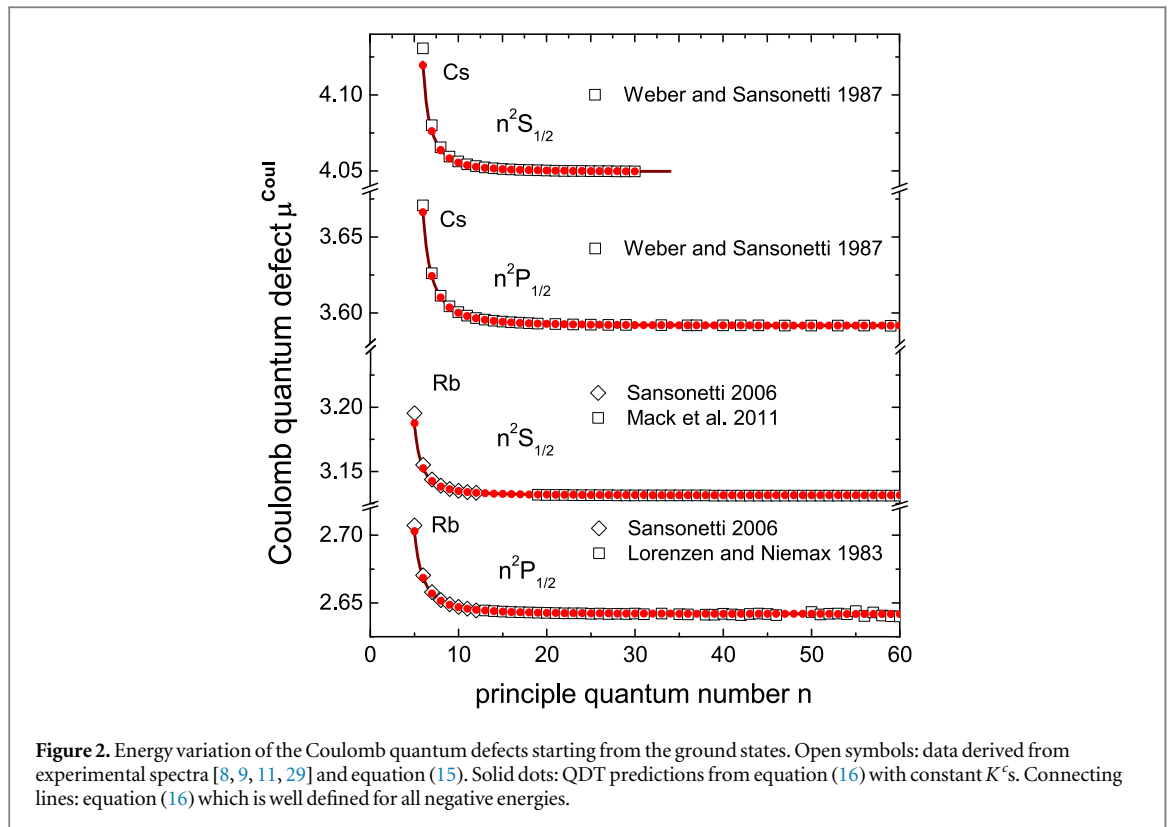 4.10
4.05
3.65
3.60
3.20
3.15
2.70
2.65
Coulomb quantum defect μ^Coul
Cs
n²S₁/₂
□ Weber and Sansonetti 1987
Cs
n²P₁/₂
□ Weber and Sansonetti 1987
Rb
n²S₁/₂
◇ Sansonetti 2006
□ Mack et al. 2011
Rb
n²P₁/₂
◇ Sansonetti 2006
□ Lorenzen and Niemax 1983
0 10 20 30 40 50 60
principle quantum number n
Figure 2. Energy variation of the Coulomb quantum defects starting from the ground states. Open symbols: data derived from
experimental spectra [8, 9, 11, 29] and equation (15). Solid dots: QDT predictions from equation (16) with constant K^c s. Connecting
lines: equation (16) which is well defined for all negative energies.